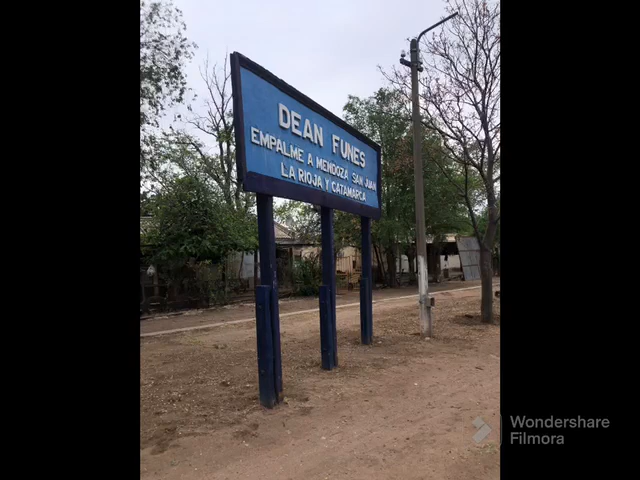 DEAN FUNES
EMPALME A MENDOZA SAN JUAN
LA RIOJA Y CATAMARCA
Wondershare
Filmora